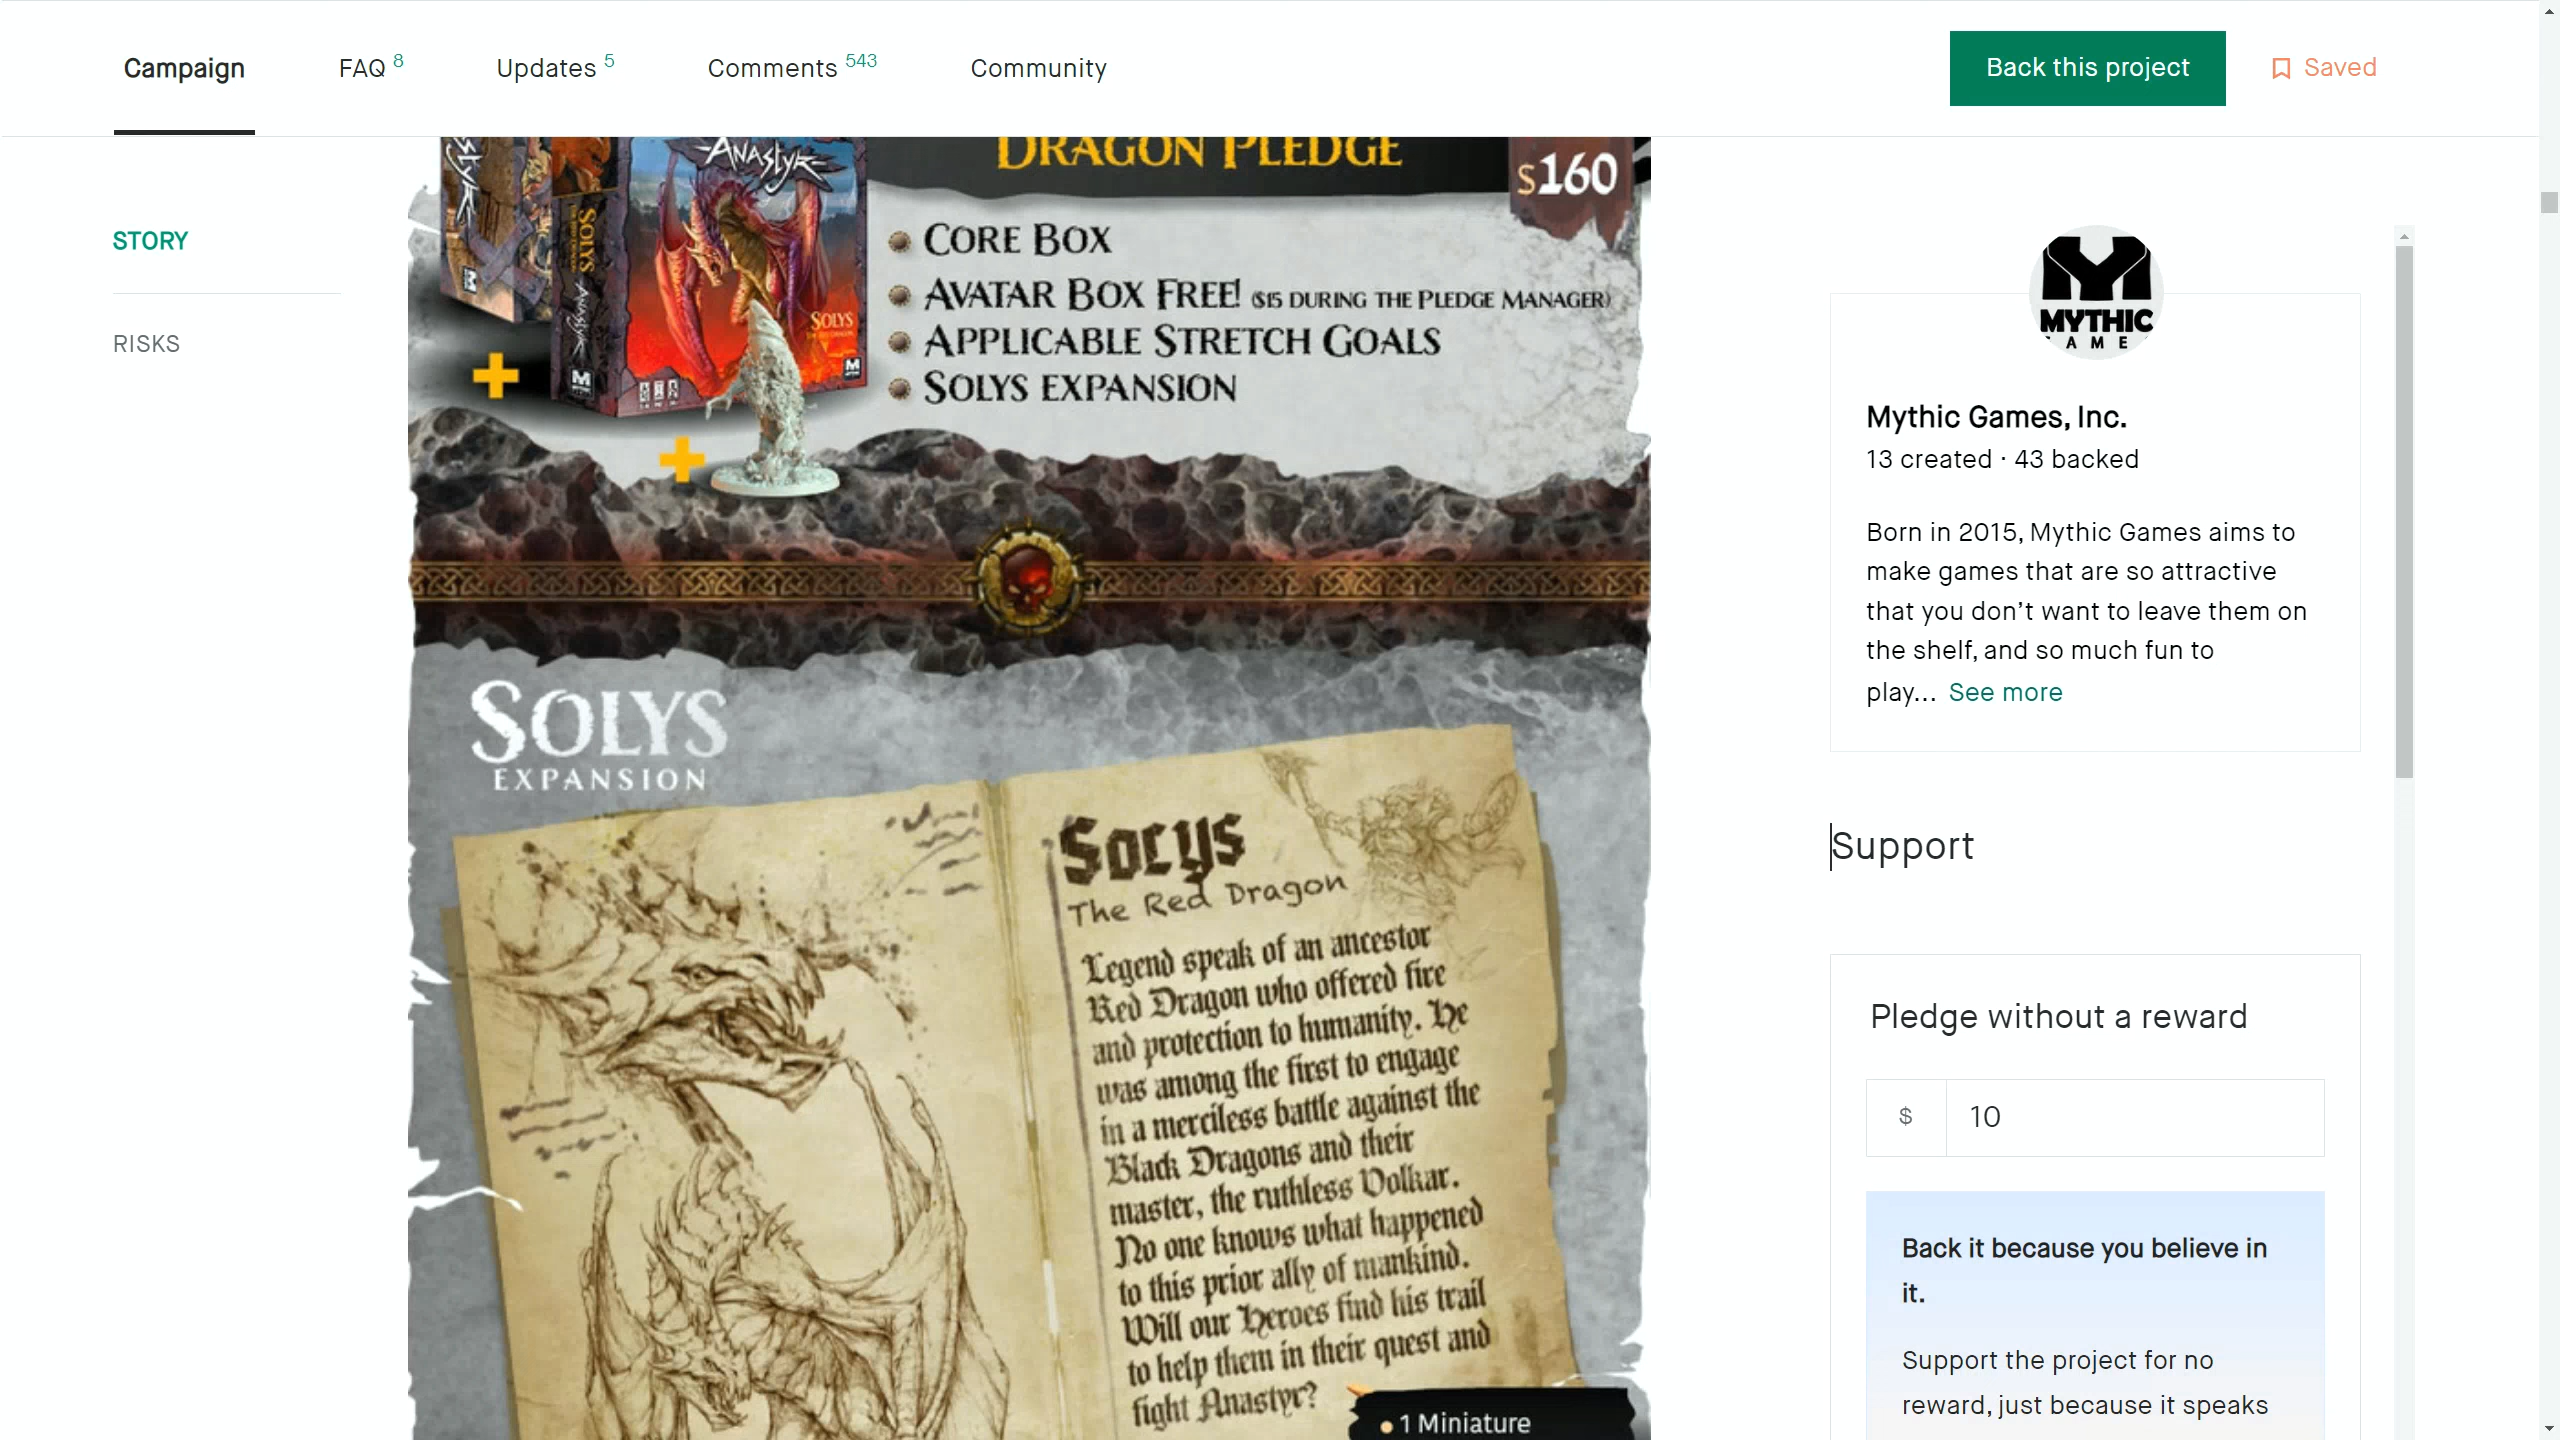 Campaign
FAQ 8
Updates 5
Comments 543
Community
Back this project
Saved
STORY
RISKS
ANASTYR
DRAGON PLEDGE
$160
CORE BOX
AVATAR BOX FREE! ($15 DURING THE PLEDGE MANAGER)
APPLICABLE STRETCH GOALS
SOLYS EXPANSION
SOLYS
SOLYS
SOLYS
EXPANSION
Solys
The Red Dragon
Legend speak of an ancestor
Red Dragon who offered fire
and protection to humanity. He
was among the first to engage
in a merciless battle against the
Black Dragons and their
master, the ruthless Volkar.
No one knows what happened
to this prior ally of mankind.
Will our Heroes find his trail
to help them in their quest and
fight Anastyr?
1 Miniature
MYTHIC
GAMES
Mythic Games, Inc.
13 created · 43 backed
Born in 2015, Mythic Games aims to
make games that are so attractive
that you don’t want to leave them on
the shelf, and so much fun to
play... See more
Support
Pledge without a reward
$ 10
Back it because you believe in
it.
Support the project for no
reward, just because it speaks